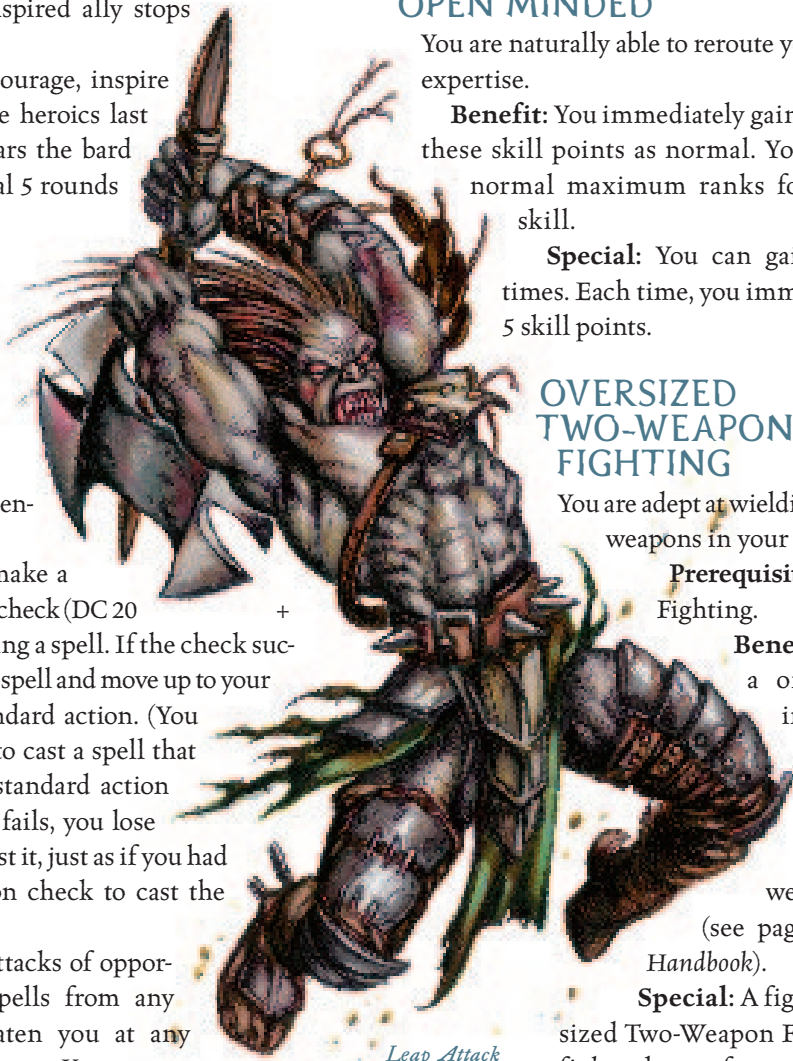 spired ally stops
ourage, inspire
e heroics last
ars the bard
al 5 rounds
en-
make a
check (DC 20 +
ng a spell. If the check suc-
spell and move up to your
ndard action. (You
to cast a spell that
standard action
fails, you lose
st it, just as if you had
on check to cast the
ttacks of oppor-
pells from any
eaten you at any
OPEN MINDED
You are naturally able to reroute y
expertise.
Benefit: You immediately gain
these skill points as normal. Yo
normal maximum ranks fo
skill.
Special: You can gai
times. Each time, you imm
5 skill points.
OVERSIZED
TWO-WEAPON
FIGHTING
You are adept at wieldi
weapons in your
Prerequisit
Fighting.
Bene
a o
i
we
(see pag
Handbook).
Special: A fig
sized Two-Weapon F
Leap Attack